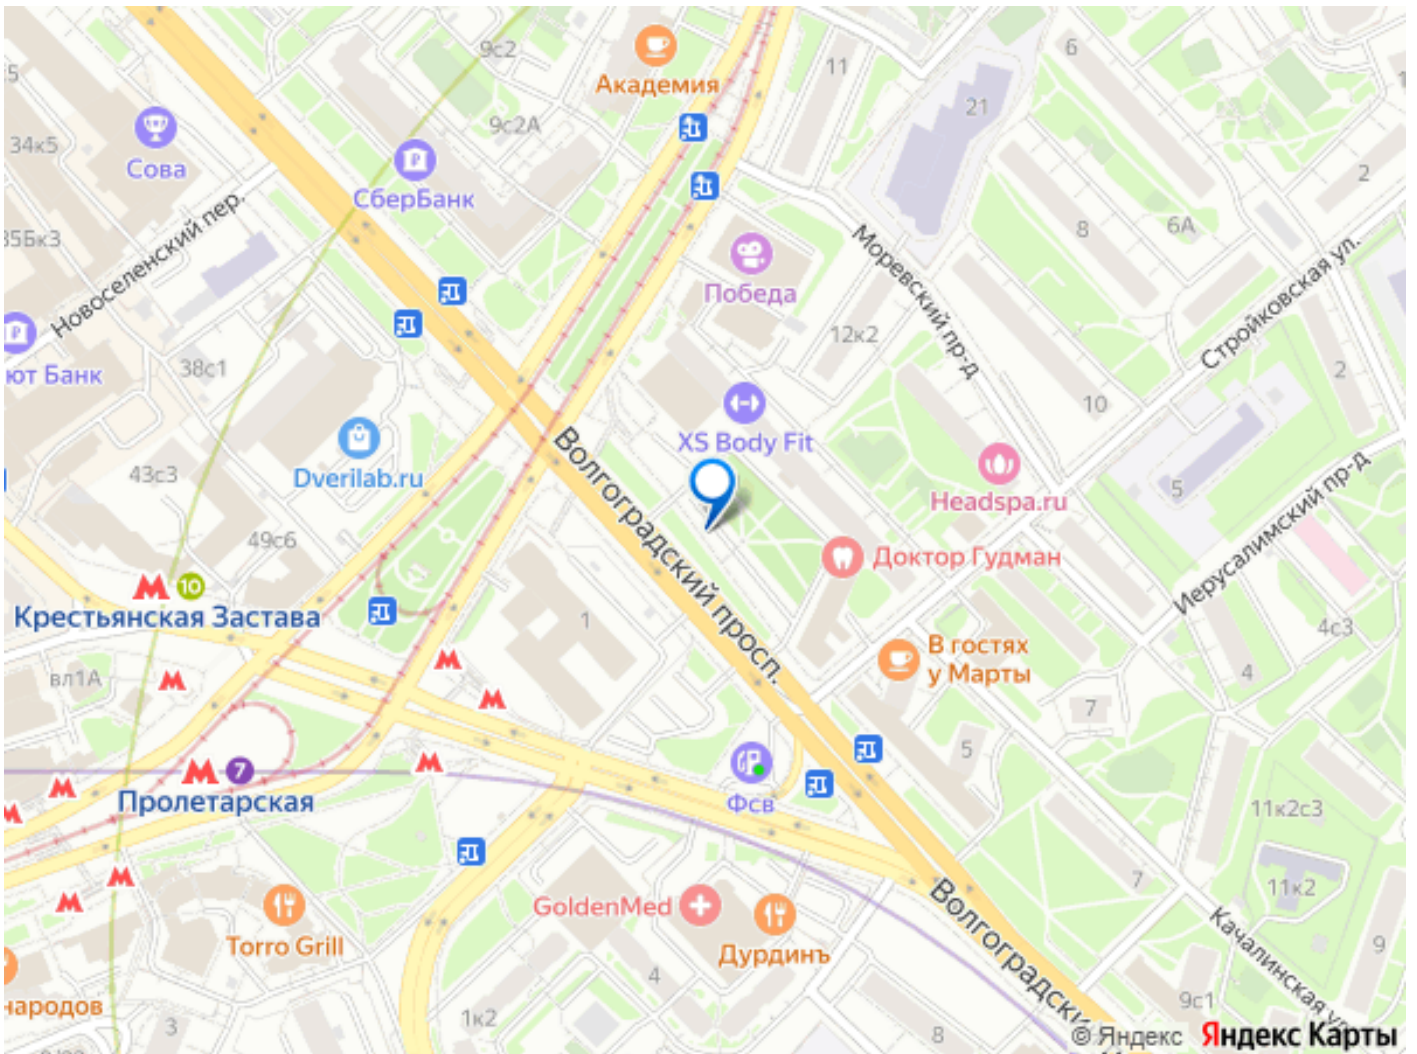 9с2
6
11
Академия
21
5
34к5
9с2А
Сова
СберБанк
2
8
6А
35Бк3
Новоселенский пер.
Моревский пр-д
Стройковская ул.
Победа
12к2
ют Банк
38с1
2
10
XS Body Fit
Волгоградский просп.
43с3
Dverilab.ru
Headspa.ru
5
Иерусалимский пр-д
49с6
Доктор Гудман
10
Крестьянская Застава
1
4с3
В гостях
у Марты
вл1А
4
7
5
7
Пролетарская
Фсв
11к2с3
7
11к2
GoldenMed
Волгоградски
Качалинская ул.
Torro Grill
Дурдинъ
9
4
народов
9с1
1к2
3
8
© Яндекс Яндекс Карты